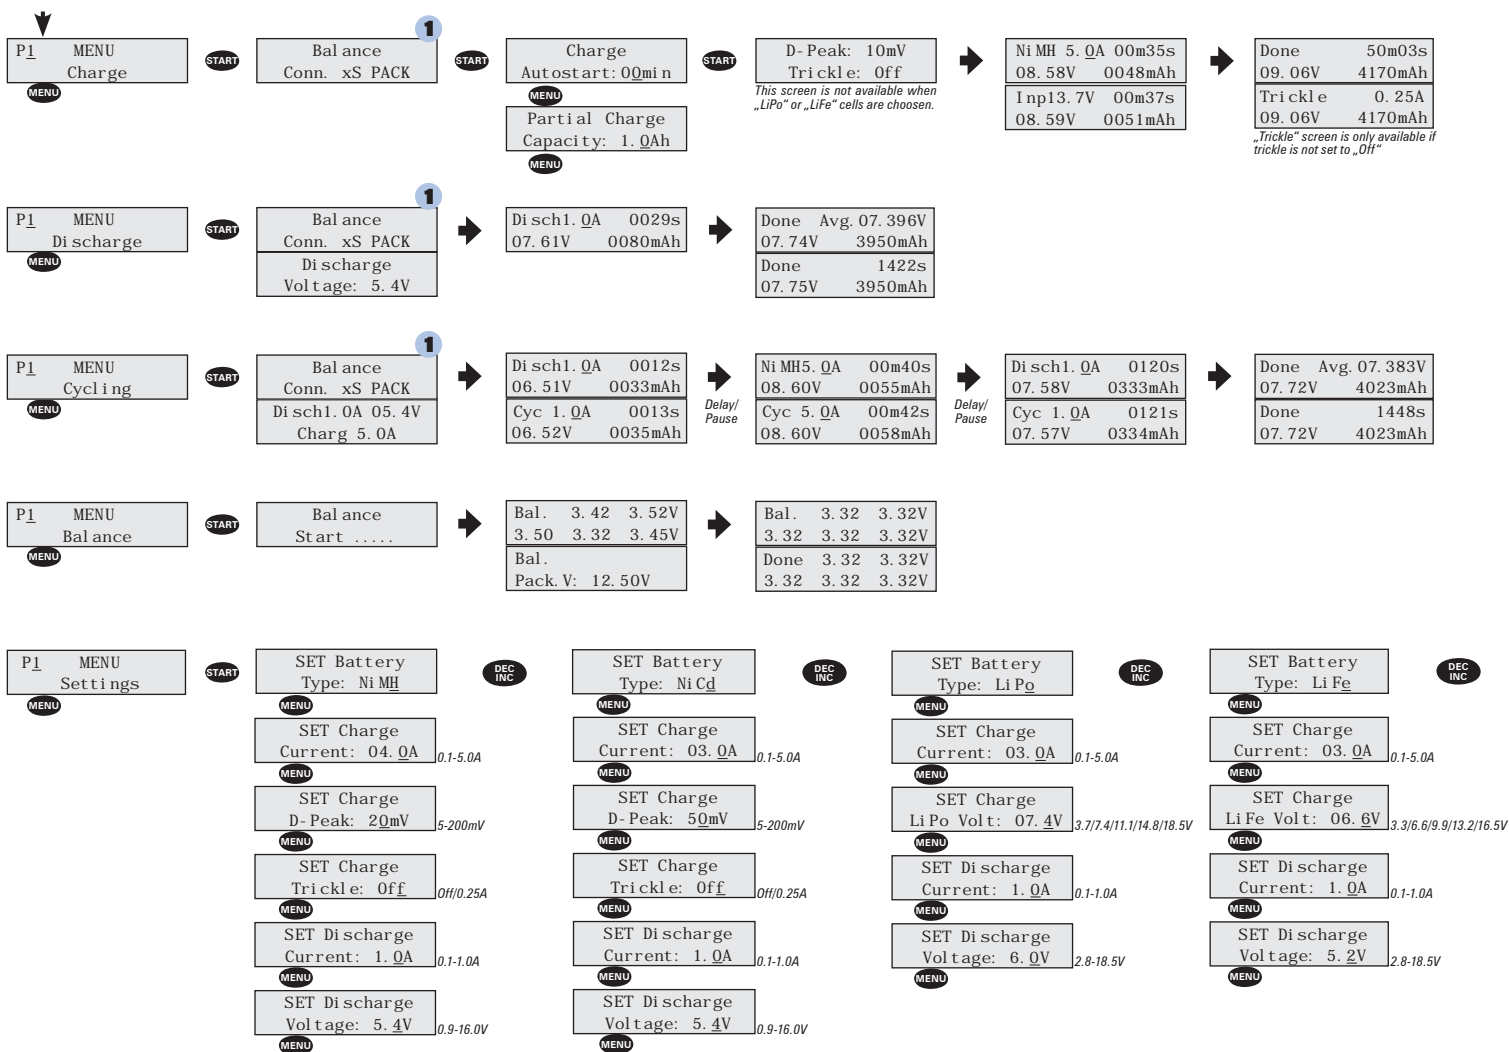 P1 MENU
Charge
MENU
START
1
Balance
Conn. xS PACK
START
Charge
Autostart: 00min
MENU
Partial Charge
Capacity: 1.0Ah
MENU
START
D-Peak: 10mV
Trickle: Off
This screen is not available when
„LiPo“ or „LiFe“ cells are choosen.
NiMH 5.0A 00m35s
08.58V 0048mAh
Inp13.7V 00m37s
08.59V 0051mAh
Done 50m03s
09.06V 4170mAh
Trickle 0.25A
09.06V 4170mAh
„Trickle“ screen is only available if
trickle is not set to „Off“
P1 MENU
Discharge
MENU
START
1
Balance
Conn. xS PACK
Discharge
Voltage: 5.4V
Disch1.0A 0029s
07.61V 0080mAh
Done Avg.07.396V
07.74V 3950mAh
Done 1422s
07.75V 3950mAh
P1 MENU
Cycling
MENU
START
1
Balance
Conn. xS PACK
Disch1.0A 05.4V
Charg 5.0A
Disch1.0A 0012s
06.51V 0033mAh
Cyc 1.0A 0013s
06.52V 0035mAh
Delay/
Pause
NiMH5.0A 00m40s
08.60V 0055mAh
Cyc 5.0A 00m42s
08.60V 0058mAh
Delay/
Pause
Disch1.0A 0120s
07.58V 0333mAh
Cyc 1.0A 0121s
07.57V 0334mAh
Done Avg.07.383V
07.72V 4023mAh
Done 1448s
07.72V 4023mAh
P1 MENU
Balance
MENU
START
Balance
Start .....
Bal. 3.42 3.52V
3.50 3.32 3.45V
Bal.
Pack.V: 12.50V
Bal. 3.32 3.32V
3.32 3.32 3.32V
Done 3.32 3.32V
3.32 3.32 3.32V
P1 MENU
Settings
MENU
START
SET Battery
Type: NiMH
MENU
SET Charge
Current: 04.0A
0.1-5.0A
MENU
SET Charge
D-Peak: 20mV
5-200mV
MENU
SET Charge
Trickle: Off
Off/0.25A
MENU
SET Discharge
Current: 1.0A
0.1-1.0A
MENU
SET Discharge
Voltage: 5.4V
0.9-16.0V
MENU
DEC
INC
SET Battery
Type: NiCd
MENU
SET Charge
Current: 03.0A
0.1-5.0A
MENU
SET Charge
D-Peak: 50mV
5-200mV
MENU
SET Charge
Trickle: Off
Off/0.25A
MENU
SET Discharge
Current: 1.0A
0.1-1.0A
MENU
SET Discharge
Voltage: 5.4V
0.9-16.0V
MENU
DEC
INC
SET Battery
Type: LiPo
MENU
SET Charge
Current: 03.0A
0.1-5.0A
MENU
SET Charge
LiPo Volt: 07.4V
3.7/7.4/11.1/14.8/18.5V
MENU
SET Discharge
Current: 1.0A
0.1-1.0A
MENU
SET Discharge
Voltage: 6.0V
2.8-18.5V
MENU
DEC
INC
SET Battery
Type: LiFe
MENU
SET Charge
Current: 03.0A
0.1-5.0A
MENU
SET Charge
LiFe Volt: 06.6V
3.3/6.6/9.9/13.2/16.5V
MENU
SET Discharge
Current: 1.0A
0.1-1.0A
MENU
SET Discharge
Voltage: 5.2V
2.8-18.5V
MENU
DEC
INC